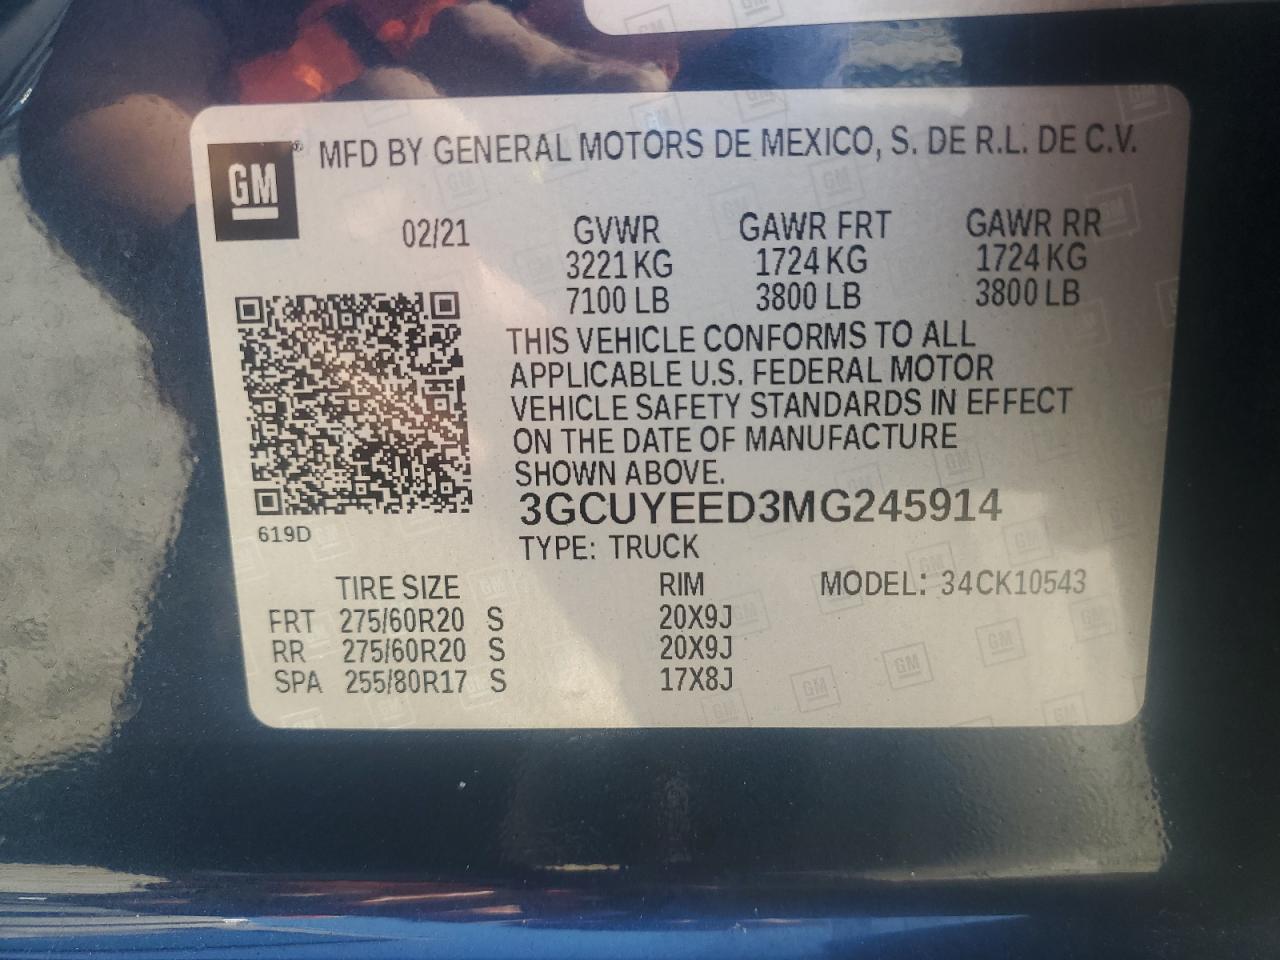 GM
MFD BY GENERAL MOTORS DE MEXICO, S. DE R.L. DE C.V.
02/21 GVWR GAWR FRT GAWR RR
3221 KG 1724 KG 1724 KG
7100 LB 3800 LB 3800 LB
THIS VEHICLE CONFORMS TO ALL
APPLICABLE U.S. FEDERAL MOTOR
VEHICLE SAFETY STANDARDS IN EFFECT
ON THE DATE OF MANUFACTURE
SHOWN ABOVE.
3GCUYEED3MG245914
619D
TYPE: TRUCK
TIRE SIZE RIM MODEL: 34CK10543
FRT 275/60R20 S 20X9J
RR 275/60R20 S 20X9J
SPA 255/80R17 S 17X8J